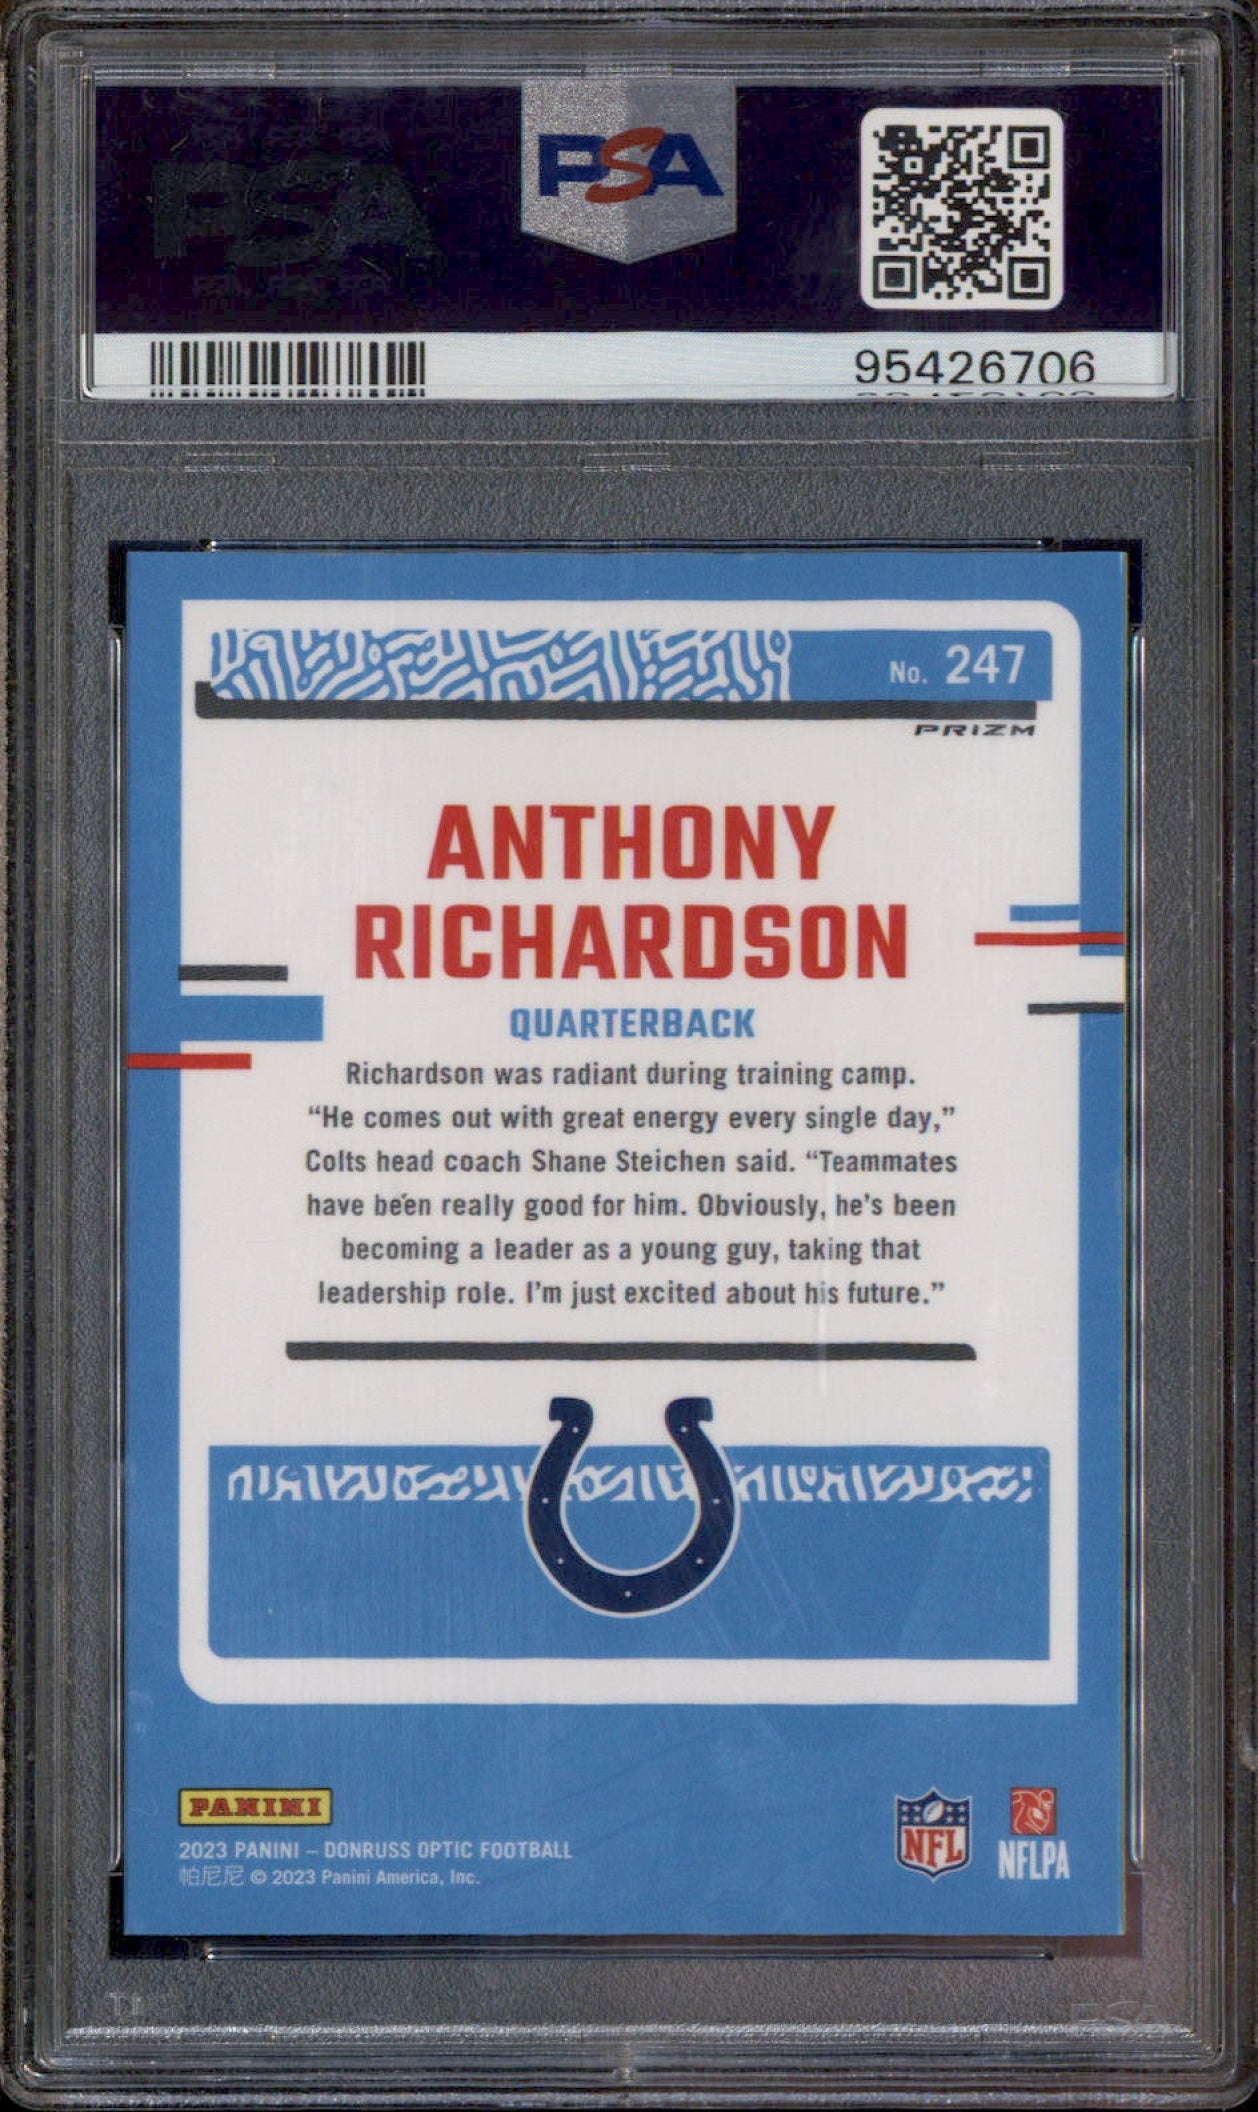 PSA
PSA
95426706
No. 247
PRIZM
ANTHONY
RICHARDSON
QUARTERBACK
Richardson was radiant during training camp.
“He comes out with great energy every single day,”
Colts head coach Shane Steichen said. “Teammates
have been really good for him. Obviously, he’s been
becoming a leader as a young guy, taking that
leadership role. I’m just excited about his future.”
PANINI
2023 PANINI – DONRUSS OPTIC FOOTBALL
帕尼尼 © 2023 Panini America, Inc.
NFL
NFLPA